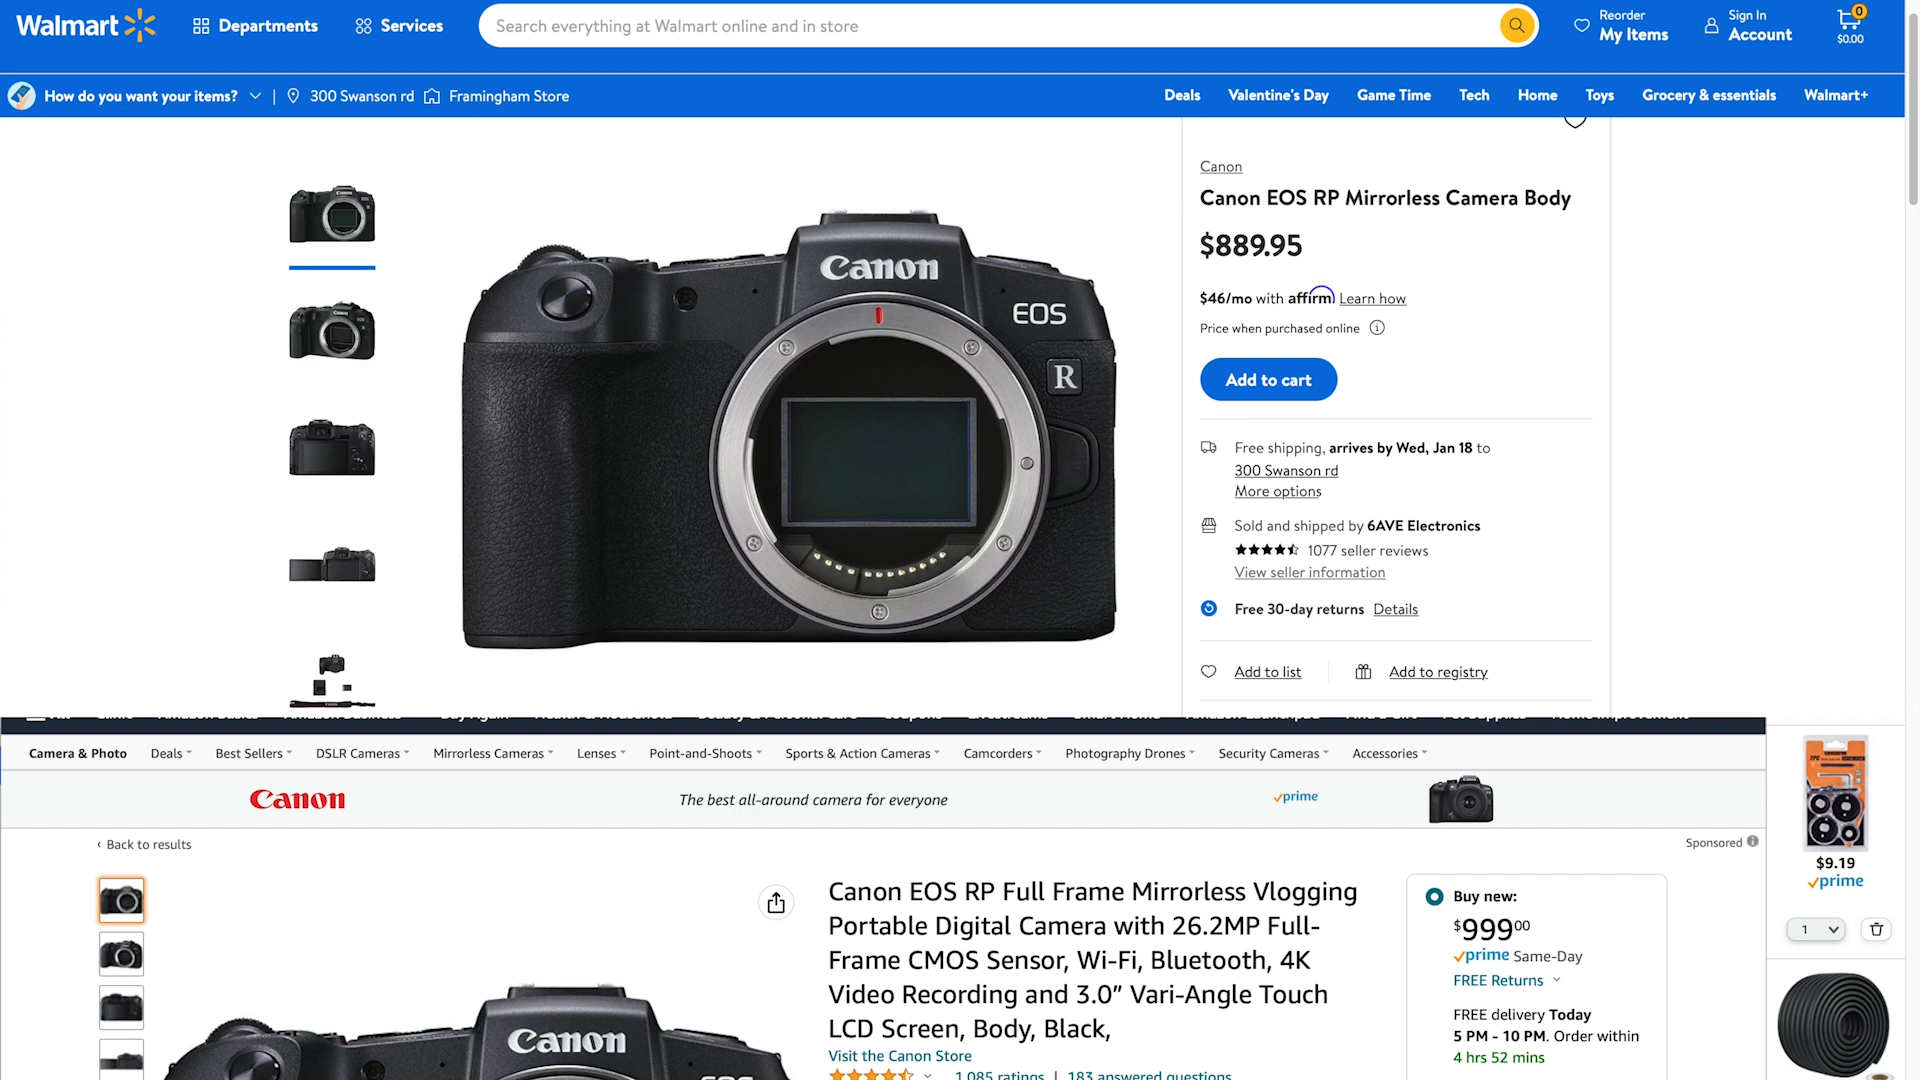 Walmart
Departments
Services
Search everything at Walmart online and in store
Reorder
My Items
Sign In
Account
0
$0.00
How do you want your items?
300 Swanson rd
Framingham Store
Deals
Valentine's Day
Game Time
Tech
Home
Toys
Grocery & essentials
Walmart+
Canon
Canon EOS RP Mirrorless Camera Body
$889.95
$46/mo with affirm Learn how
Price when purchased online
Add to cart
Free shipping, arrives by Wed, Jan 18 to
300 Swanson rd
More options
Sold and shipped by 6AVE Electronics
1077 seller reviews
View seller information
Free 30-day returns Details
Add to list
Add to registry
Canon
EOS
R
Camera & Photo
Deals
Best Sellers
DSLR Cameras
Mirrorless Cameras
Lenses
Point-and-Shoots
Sports & Action Cameras
Camcorders
Photography Drones
Security Cameras
Accessories
Canon
The best all-around camera for everyone
prime
‹ Back to results
Sponsored
Canon EOS RP Full Frame Mirrorless Vlogging
Portable Digital Camera with 26.2MP Full-
Frame CMOS Sensor, Wi-Fi, Bluetooth, 4K
Video Recording and 3.0” Vari-Angle Touch
LCD Screen, Body, Black,
Visit the Canon Store
1,085 ratings | 183 answered questions
Buy new:
$99900
prime Same-Day
FREE Returns
FREE delivery Today
5 PM - 10 PM. Order within
4 hrs 52 mins
$9.19
prime
1
Canon